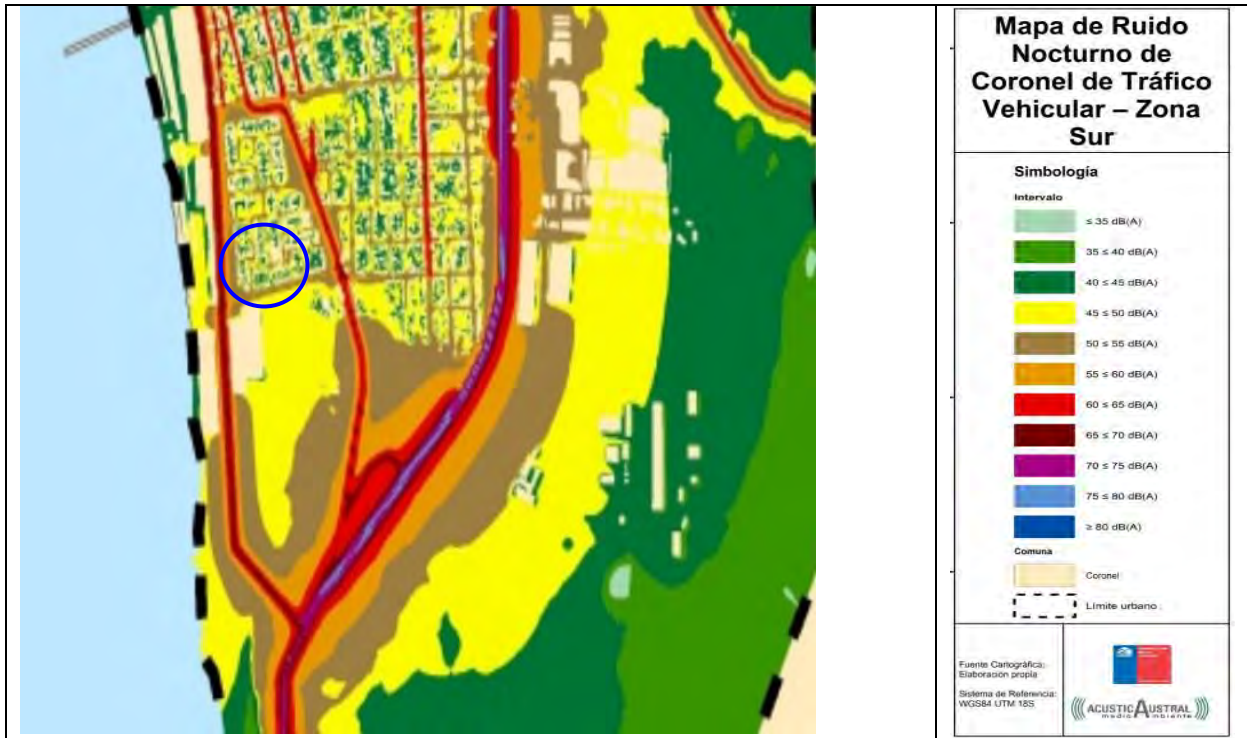 Mapa de Ruido
Nocturno de
Coronel de Tráfico
Vehicular – Zona
Sur
Simbología
Intervalo
≤ 35 dB(A)
35 ≤ 40 dB(A)
40 ≤ 45 dB(A)
45 ≤ 50 dB(A)
50 ≤ 55 dB(A)
55 ≤ 60 dB(A)
60 ≤ 65 dB(A)
65 ≤ 70 dB(A)
70 ≤ 75 dB(A)
75 ≤ 80 dB(A)
≥ 80 dB(A)
Comuna
Coronel
Límite urbano
Fuente Cartográfica:
Elaboración propia
Sistema de Referencia:
WGS84 UTM 18S
ACUSTICAUSTRAL
medio Ambiente